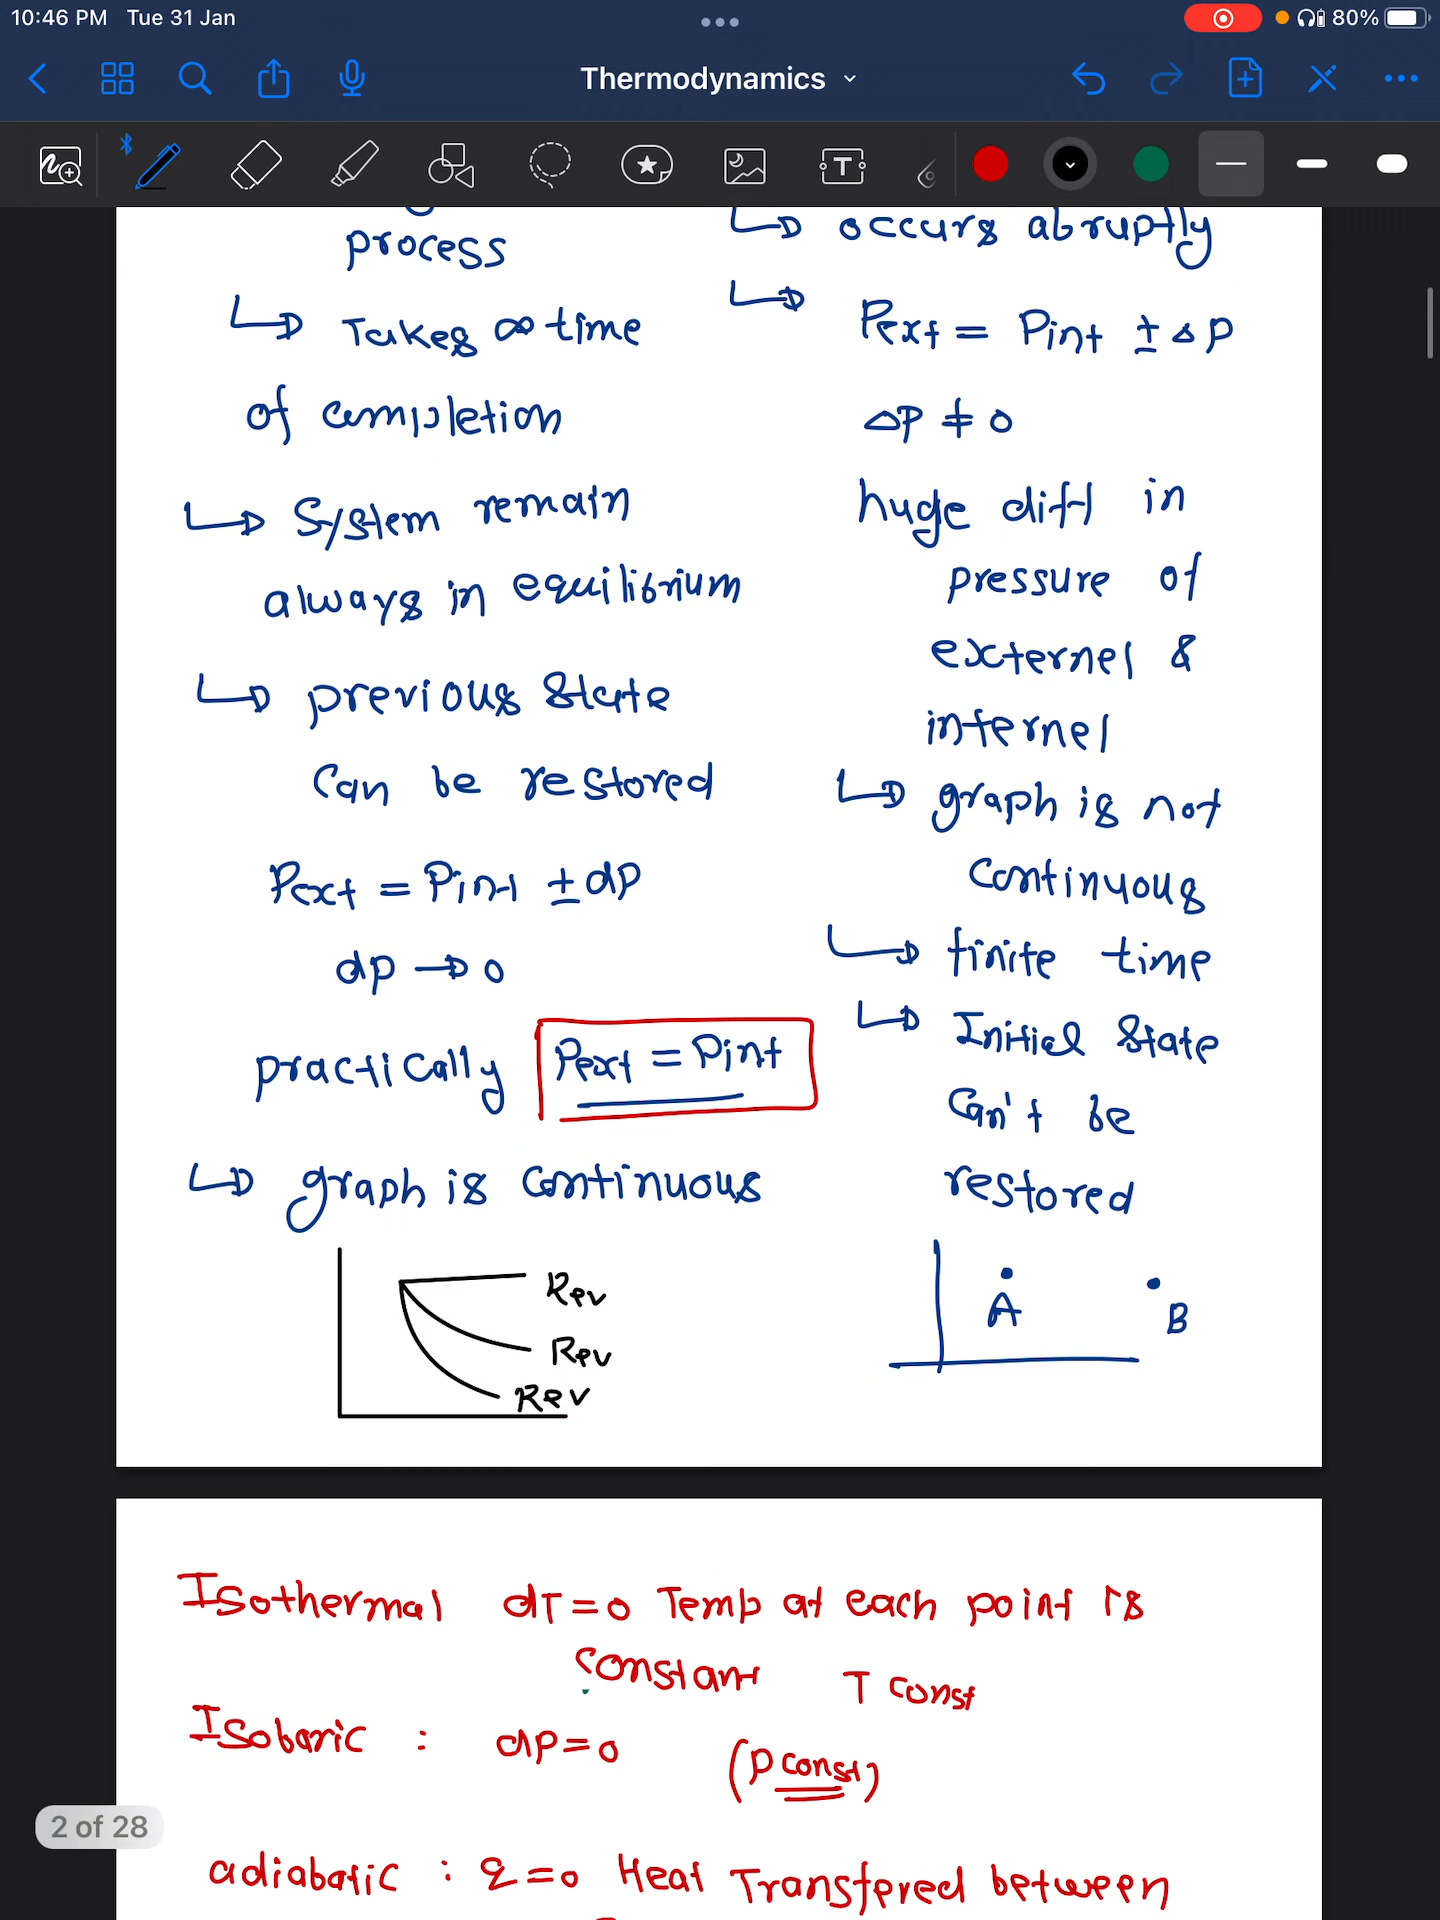 10:46 PM Tue 31 Jan
80%
Thermodynamics
process
↳ Takes ∞ time
of completion
↳ System remain
always in equilibrium
↳ previous state
can be restored
Pext = Pint ± dp
dp → 0
practically Pext = Pint
↳ graph is continuous
Rev
Rev
Rev
↳ occurs abruptly
↳ Pext = Pint ± ΔP
ΔP ≠ 0
huge diff in
pressure of
externel &
internel
↳ graph is not
continuous
↳ finite time
↳ Initial state
can't be
restored
A
B
Isothermal dT = 0 Temp at each point is
constant T const
Isobaric : dp = 0 (p const)
2 of 28
adiabatic : q = 0 Heat Transfered between